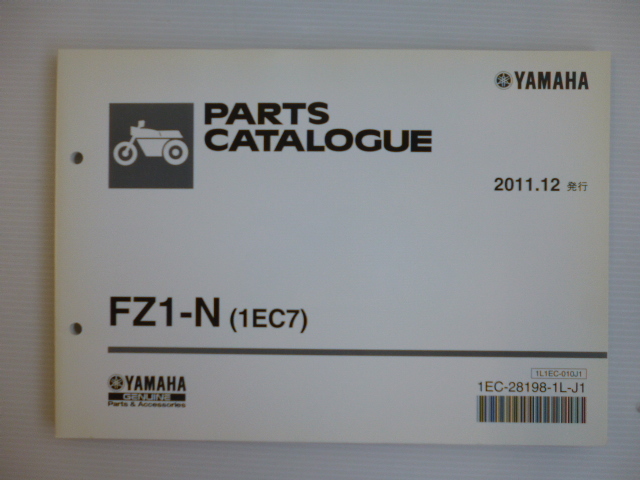 YAMAHA
PARTS
CATALOGUE
2011.12 発行
FZ1-N (1EC7)
YAMAHA
GENUINE
Parts & Accessories
1L1EC-010J1
1EC-28198-1L-J1